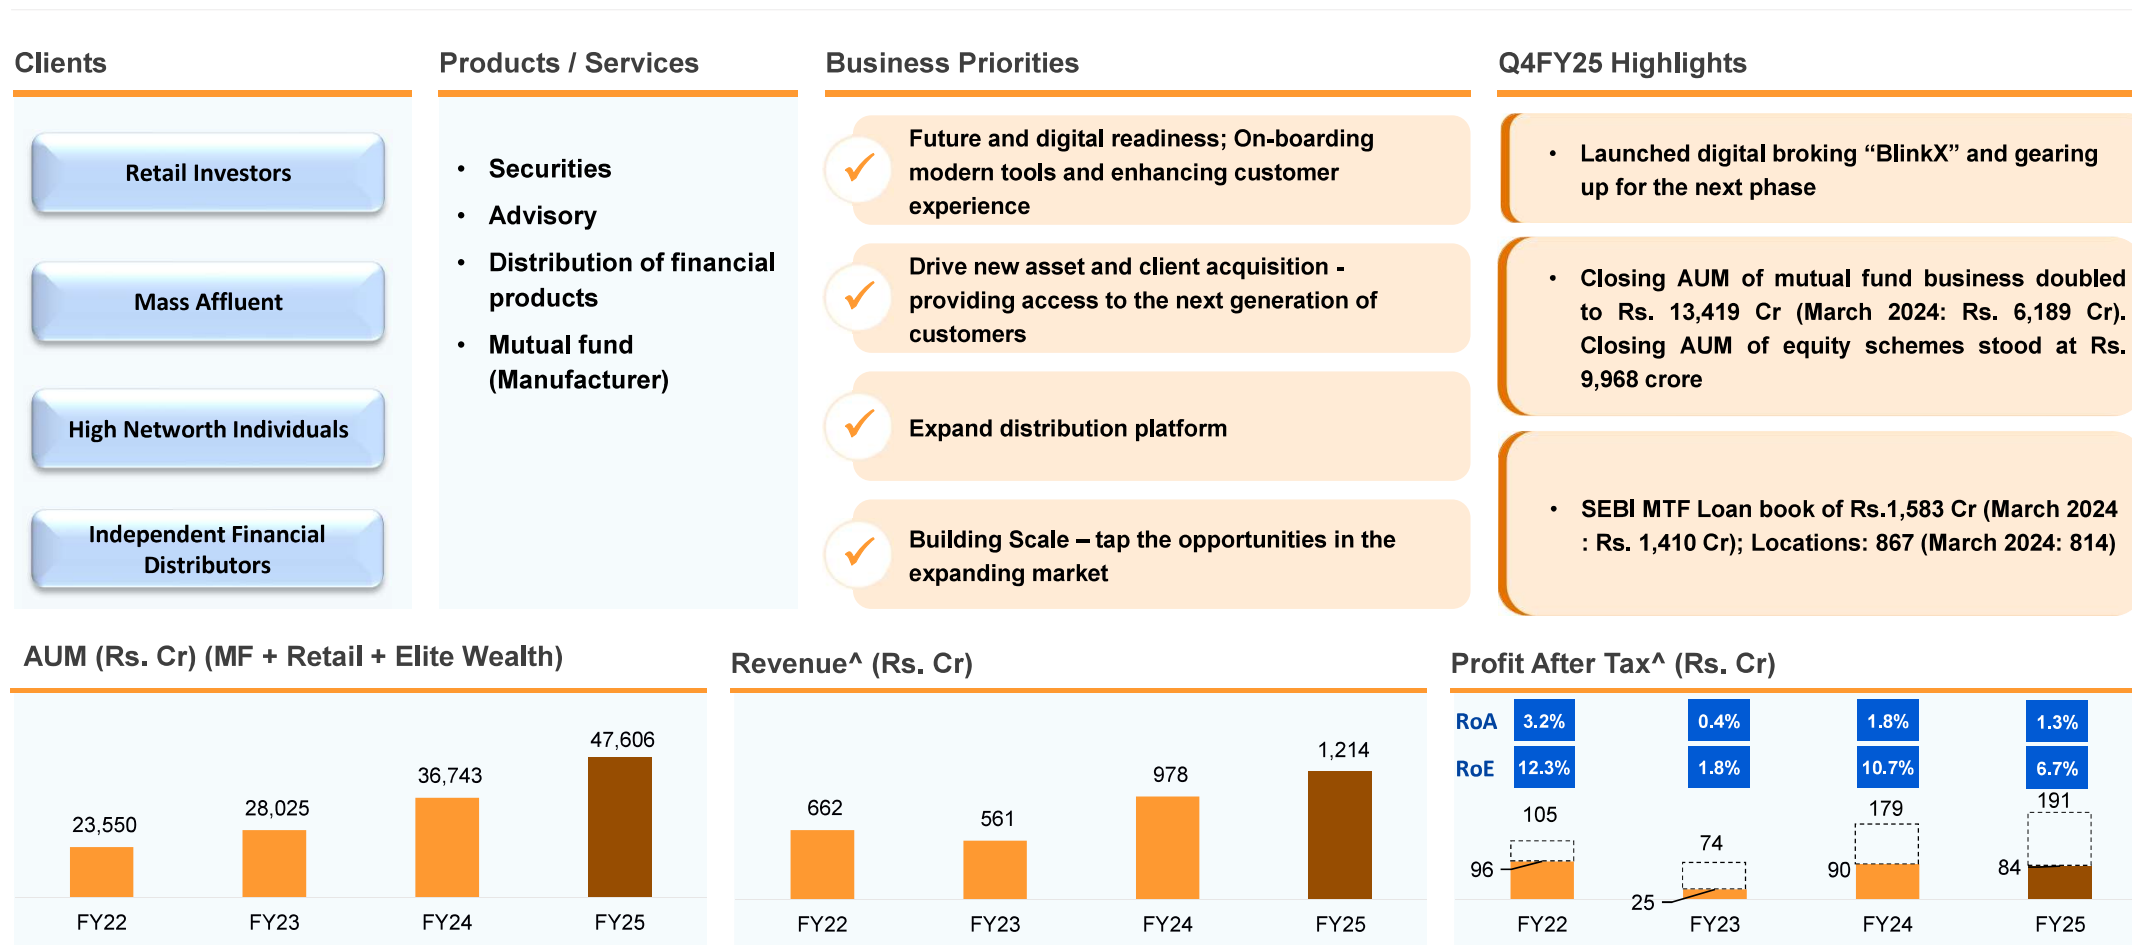 Clients
Retail Investors
Mass Affluent
High Networth Individuals
Independent Financial
Distributors
Products / Services
• Securities
• Advisory
• Distribution of financial
products
• Mutual fund
(Manufacturer)
Business Priorities
Future and digital readiness; On-boarding
modern tools and enhancing customer
experience
Drive new asset and client acquisition -
providing access to the next generation of
customers
Expand distribution platform
Building Scale – tap the opportunities in the
expanding market
Q4FY25 Highlights
• Launched digital broking “BlinkX” and gearing
up for the next phase
• Closing AUM of mutual fund business doubled
to Rs. 13,419 Cr (March 2024: Rs. 6,189 Cr).
Closing AUM of equity schemes stood at Rs.
9,968 crore
• SEBI MTF Loan book of Rs.1,583 Cr (March 2024
: Rs. 1,410 Cr); Locations: 867 (March 2024: 814)
AUM (Rs. Cr) (MF + Retail + Elite Wealth)
23,550
28,025
36,743
47,606
FY22
FY23
FY24
FY25
Revenue^ (Rs. Cr)
662
561
978
1,214
FY22
FY23
FY24
FY25
Profit After Tax^ (Rs. Cr)
RoA 3.2% 0.4% 1.8% 1.3%
RoE 12.3% 1.8% 10.7% 6.7%
105
74
179
191
96
25
90
84
FY22
FY23
FY24
FY25